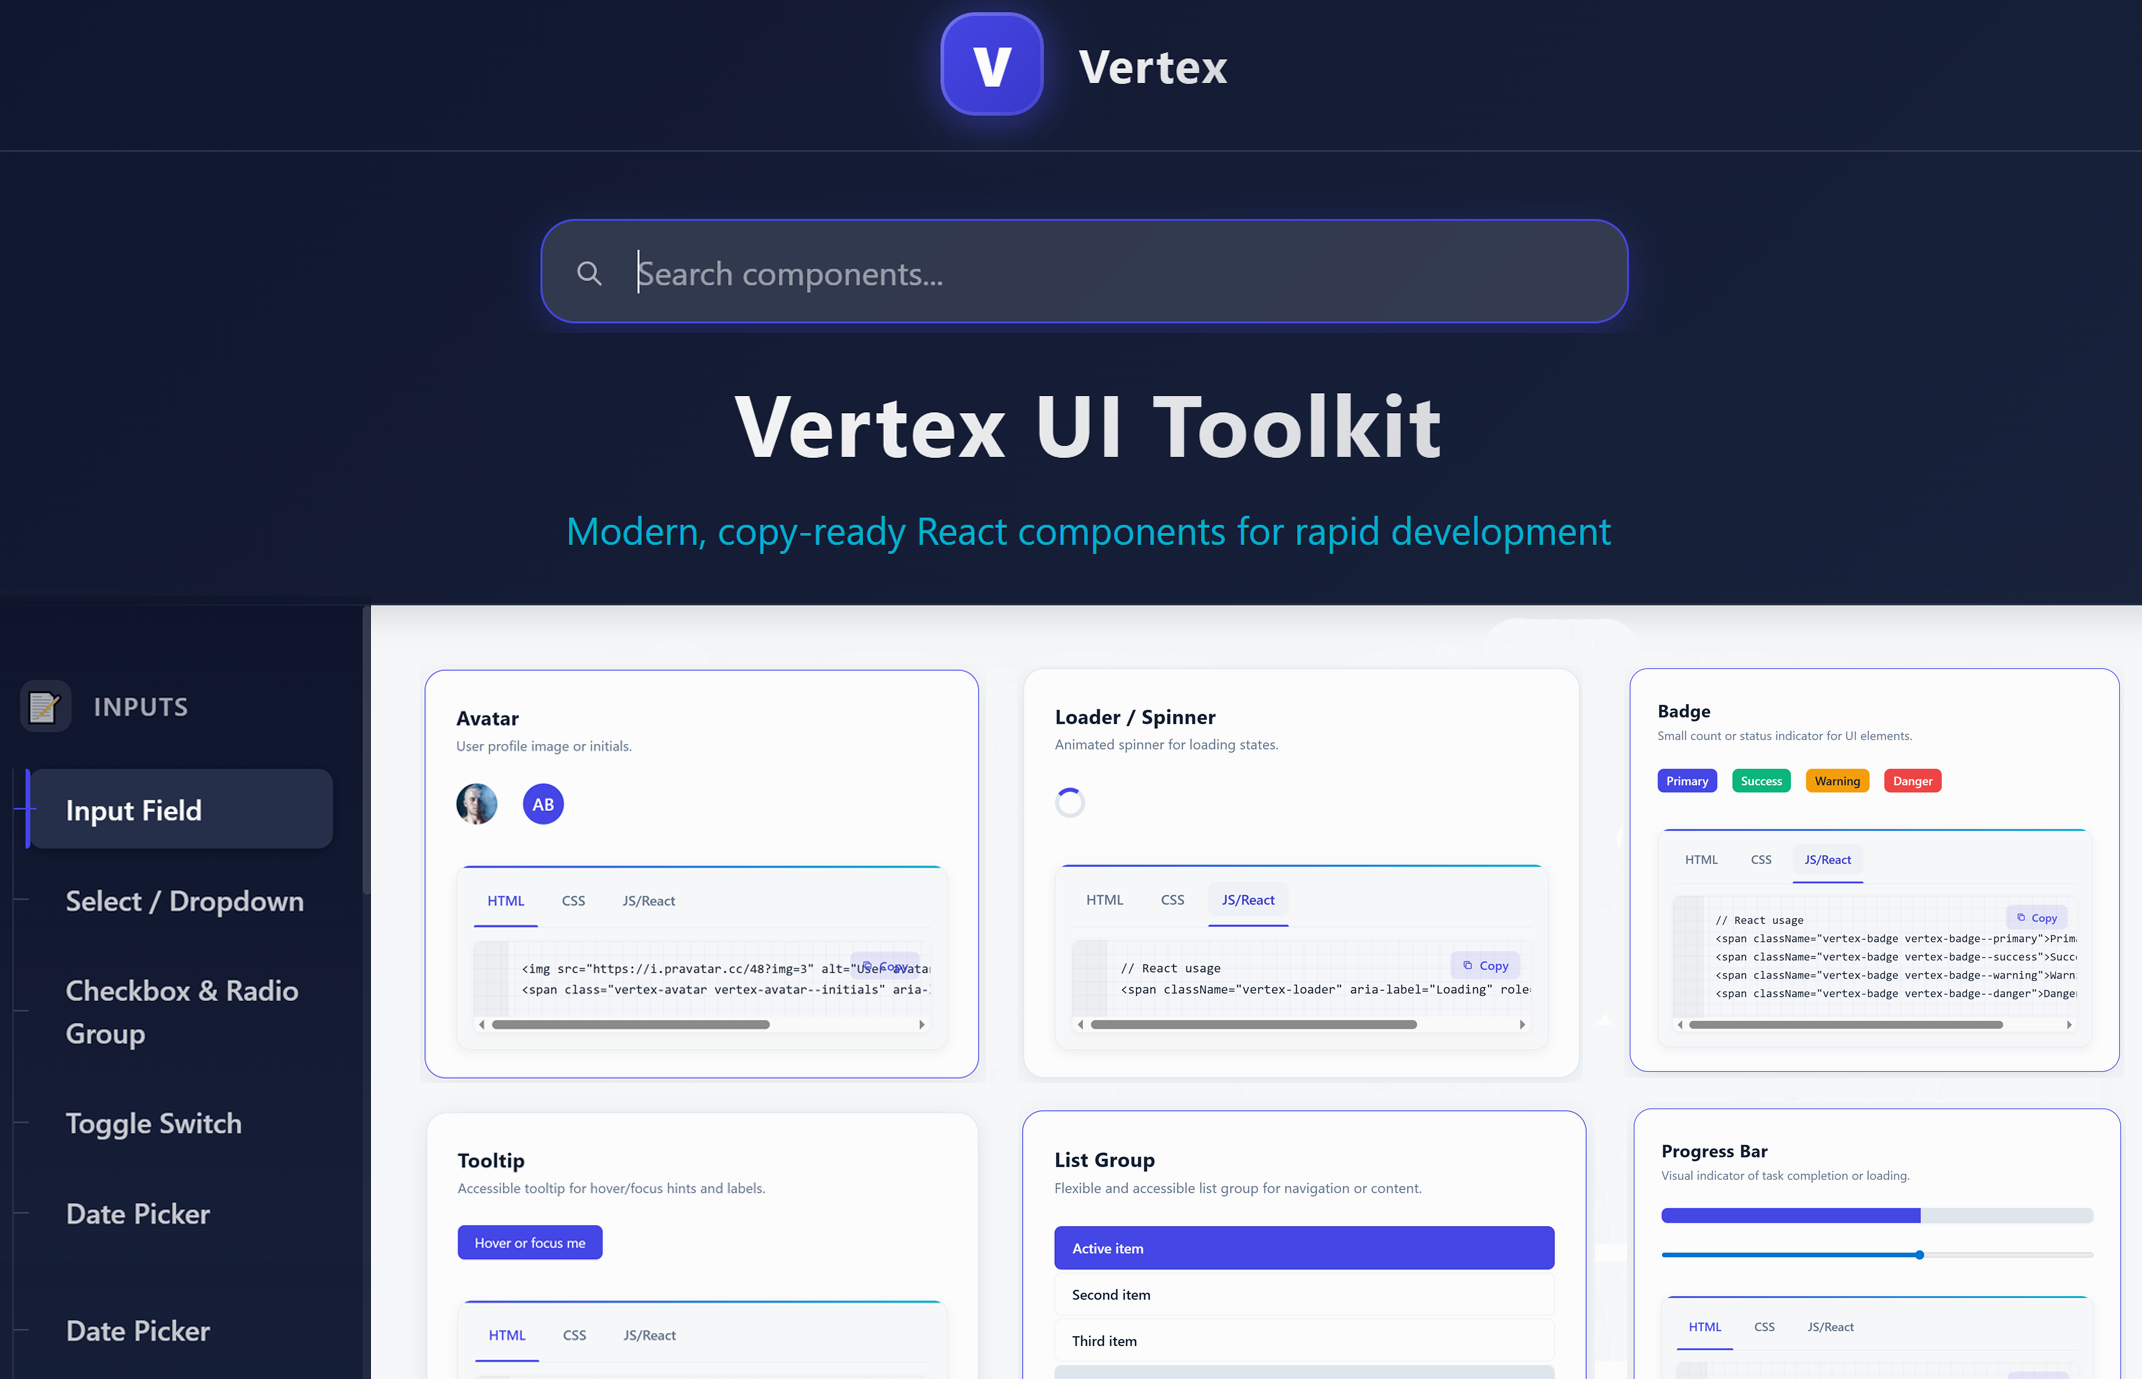 V Vertex
Search components...
Vertex UI Toolkit
Modern, copy-ready React components for rapid development
INPUTS
Input Field
Select / Dropdown
Checkbox & Radio
Group
Toggle Switch
Date Picker
Date Picker
Avatar
User profile image or initials.
AB
HTML CSS JS/React
Copy
<img src="https://i.pravatar.cc/48?img=3" alt="User avatar
<span class="vertex-avatar vertex-avatar--initials" aria-
Loader / Spinner
Animated spinner for loading states.
HTML CSS JS/React
Copy
// React usage
<span className="vertex-loader" aria-label="Loading" role=
Badge
Small count or status indicator for UI elements.
Primary Success Warning Danger
HTML CSS JS/React
Copy
// React usage
<span className="vertex-badge vertex-badge--primary">Prim
<span className="vertex-badge vertex-badge--success">Succ
<span className="vertex-badge vertex-badge--warning">Warn
<span className="vertex-badge vertex-badge--danger">Dange
Tooltip
Accessible tooltip for hover/focus hints and labels.
Hover or focus me
HTML CSS JS/React
List Group
Flexible and accessible list group for navigation or content.
Active item
Second item
Third item
Progress Bar
Visual indicator of task completion or loading.
HTML CSS JS/React